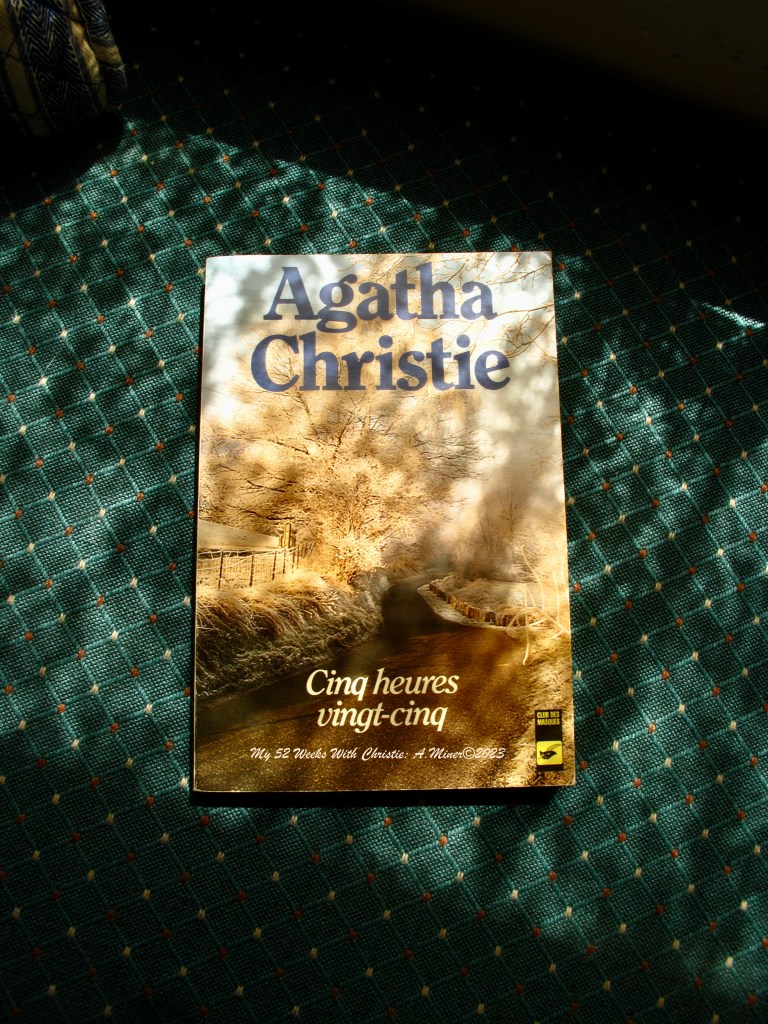 Agatha
Christie
Cinq heures
vingt-cinq
CLUB DES
MASQUES
My 52 Weeks With Christie: A.Miner©2023